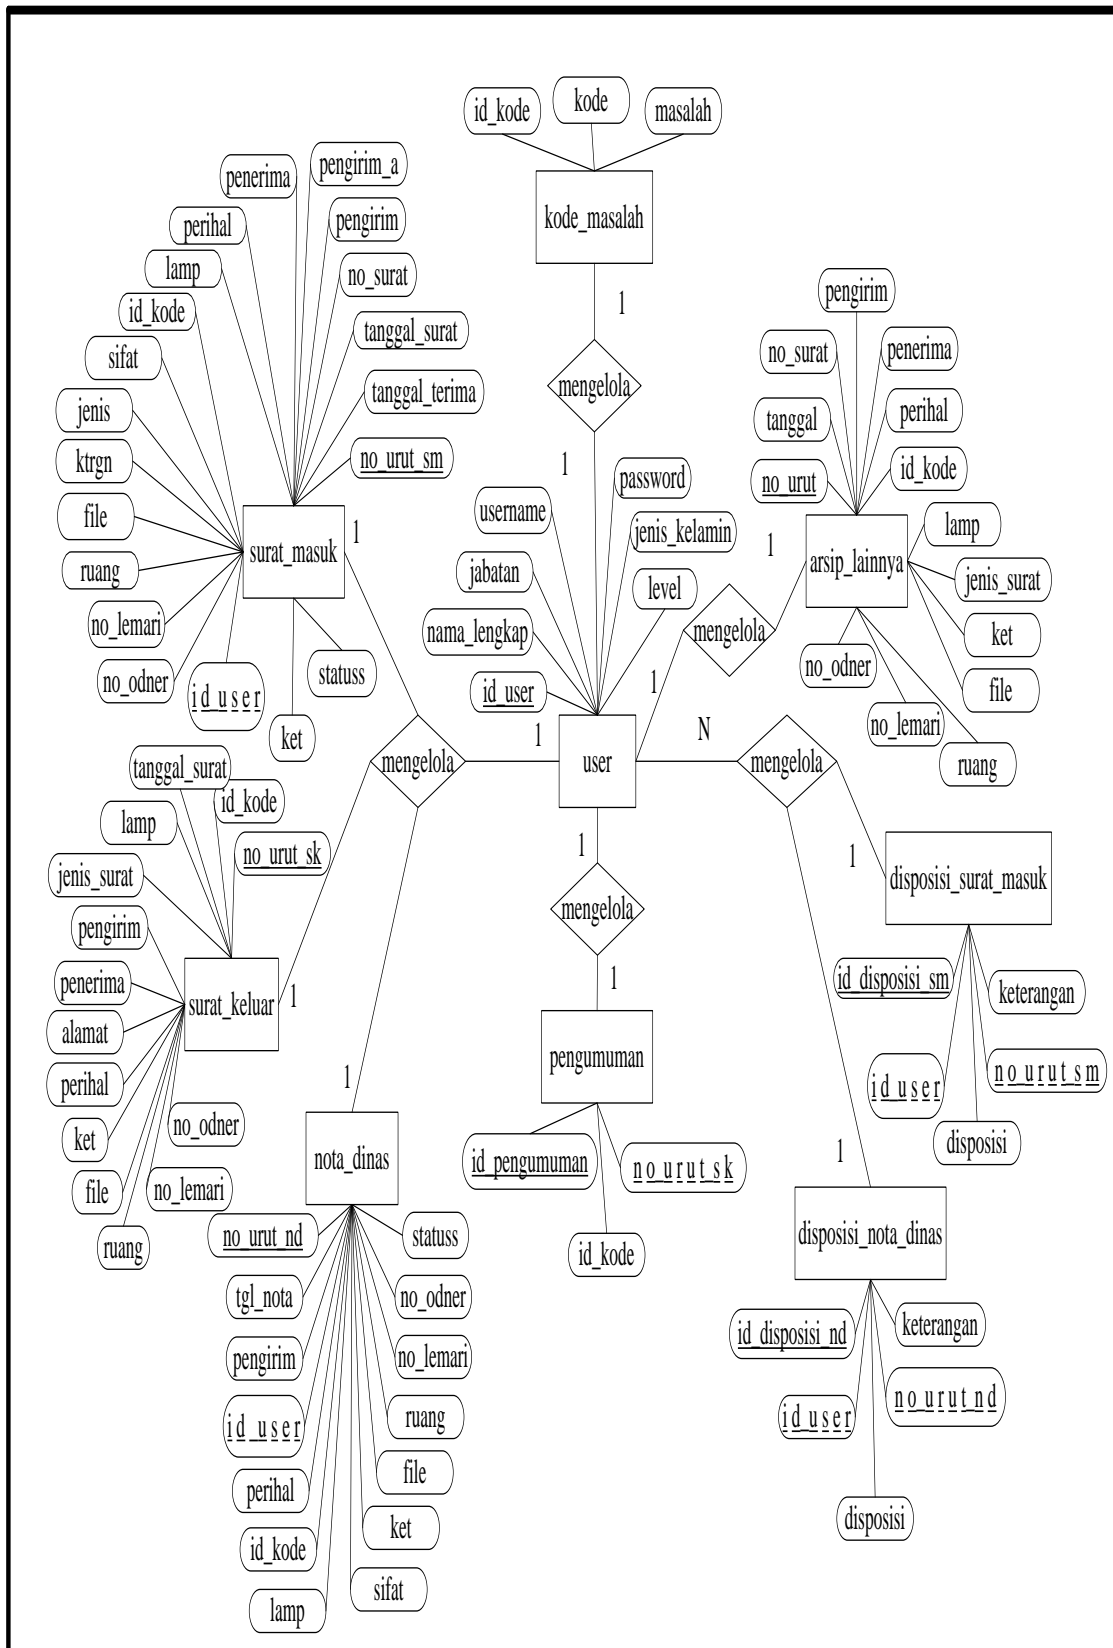 kode
id_kode
masalah
kode_masalah
1
mengelola
1
pengirim_a
penerima
pengirim
perihal
no_surat
lamp
id_kode
tanggal_surat
sifat
tanggal_terima
jenis
no_urut_sm
ktrgn
file
surat_masuk
1
ruang
no_lemari
no_odner
id_user
statuss
ket
password
username
jenis_kelamin
jabatan
level
nama_lengkap
id_user
user
pengirim
no_surat
penerima
tanggal
perihal
no_urut
id_kode
lamp
1
arsip_lainnya
jenis_surat
mengelola
ket
no_odner
file
1
no_lemari
ruang
mengelola
1
N
mengelola
tanggal_surat
id_kode
lamp
no_urut_sk
jenis_surat
pengirim
penerima
surat_keluar
1
alamat
perihal
no_odner
ket
file
no_lemari
ruang
1
mengelola
1
pengumuman
id_pengumuman
no_urut_sk
id_kode
1
disposisi_surat_masuk
id_disposisi_sm
keterangan
id_user
no_urut_sm
disposisi
1
nota_dinas
no_urut_nd
statuss
tgl_nota
no_odner
pengirim
no_lemari
id_user
ruang
file
perihal
ket
id_kode
sifat
lamp
1
disposisi_nota_dinas
id_disposisi_nd
keterangan
id_user
no_urut_nd
disposisi